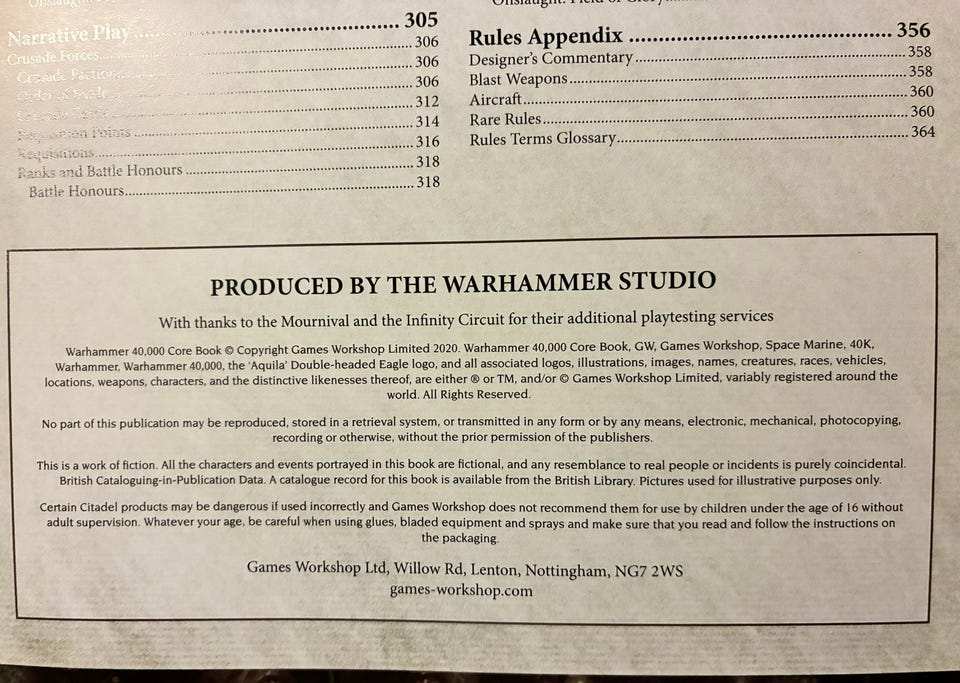 Narrative Play 305
Crusade Forces 306
Crusade Faction 306
Order of Battle 306
312
Requisition Points 314
Requisitions 316
Ranks and Battle Honours 318
Battle Honours 318
Rules Appendix 356
Designer's Commentary 358
Blast Weapons 358
Aircraft 360
Rare Rules 360
Rules Terms Glossary 364
PRODUCED BY THE WARHAMMER STUDIO
With thanks to the Mournival and the Infinity Circuit for their additional playtesting services
Warhammer 40,000 Core Book © Copyright Games Workshop Limited 2020. Warhammer 40,000 Core Book, GW, Games Workshop, Space Marine, 40K,
Warhammer, Warhammer 40,000, the ‘Aquila’ Double-headed Eagle logo, and all associated logos, illustrations, images, names, creatures, races, vehicles,
locations, weapons, characters, and the distinctive likenesses thereof, are either ® or TM, and/or © Games Workshop Limited, variably registered around the
world. All Rights Reserved.
No part of this publication may be reproduced, stored in a retrieval system, or transmitted in any form or by any means, electronic, mechanical, photocopying,
recording or otherwise, without the prior permission of the publishers.
This is a work of fiction. All the characters and events portrayed in this book are fictional, and any resemblance to real people or incidents is purely coincidental.
British Cataloguing-in-Publication Data. A catalogue record for this book is available from the British Library. Pictures used for illustrative purposes only.
Certain Citadel products may be dangerous if used incorrectly and Games Workshop does not recommend them for use by children under the age of 16 without
adult supervision. Whatever your age, be careful when using glues, bladed equipment and sprays and make sure that you read and follow the instructions on
the packaging.
Games Workshop Ltd, Willow Rd, Lenton, Nottingham, NG7 2WS
games-workshop.com